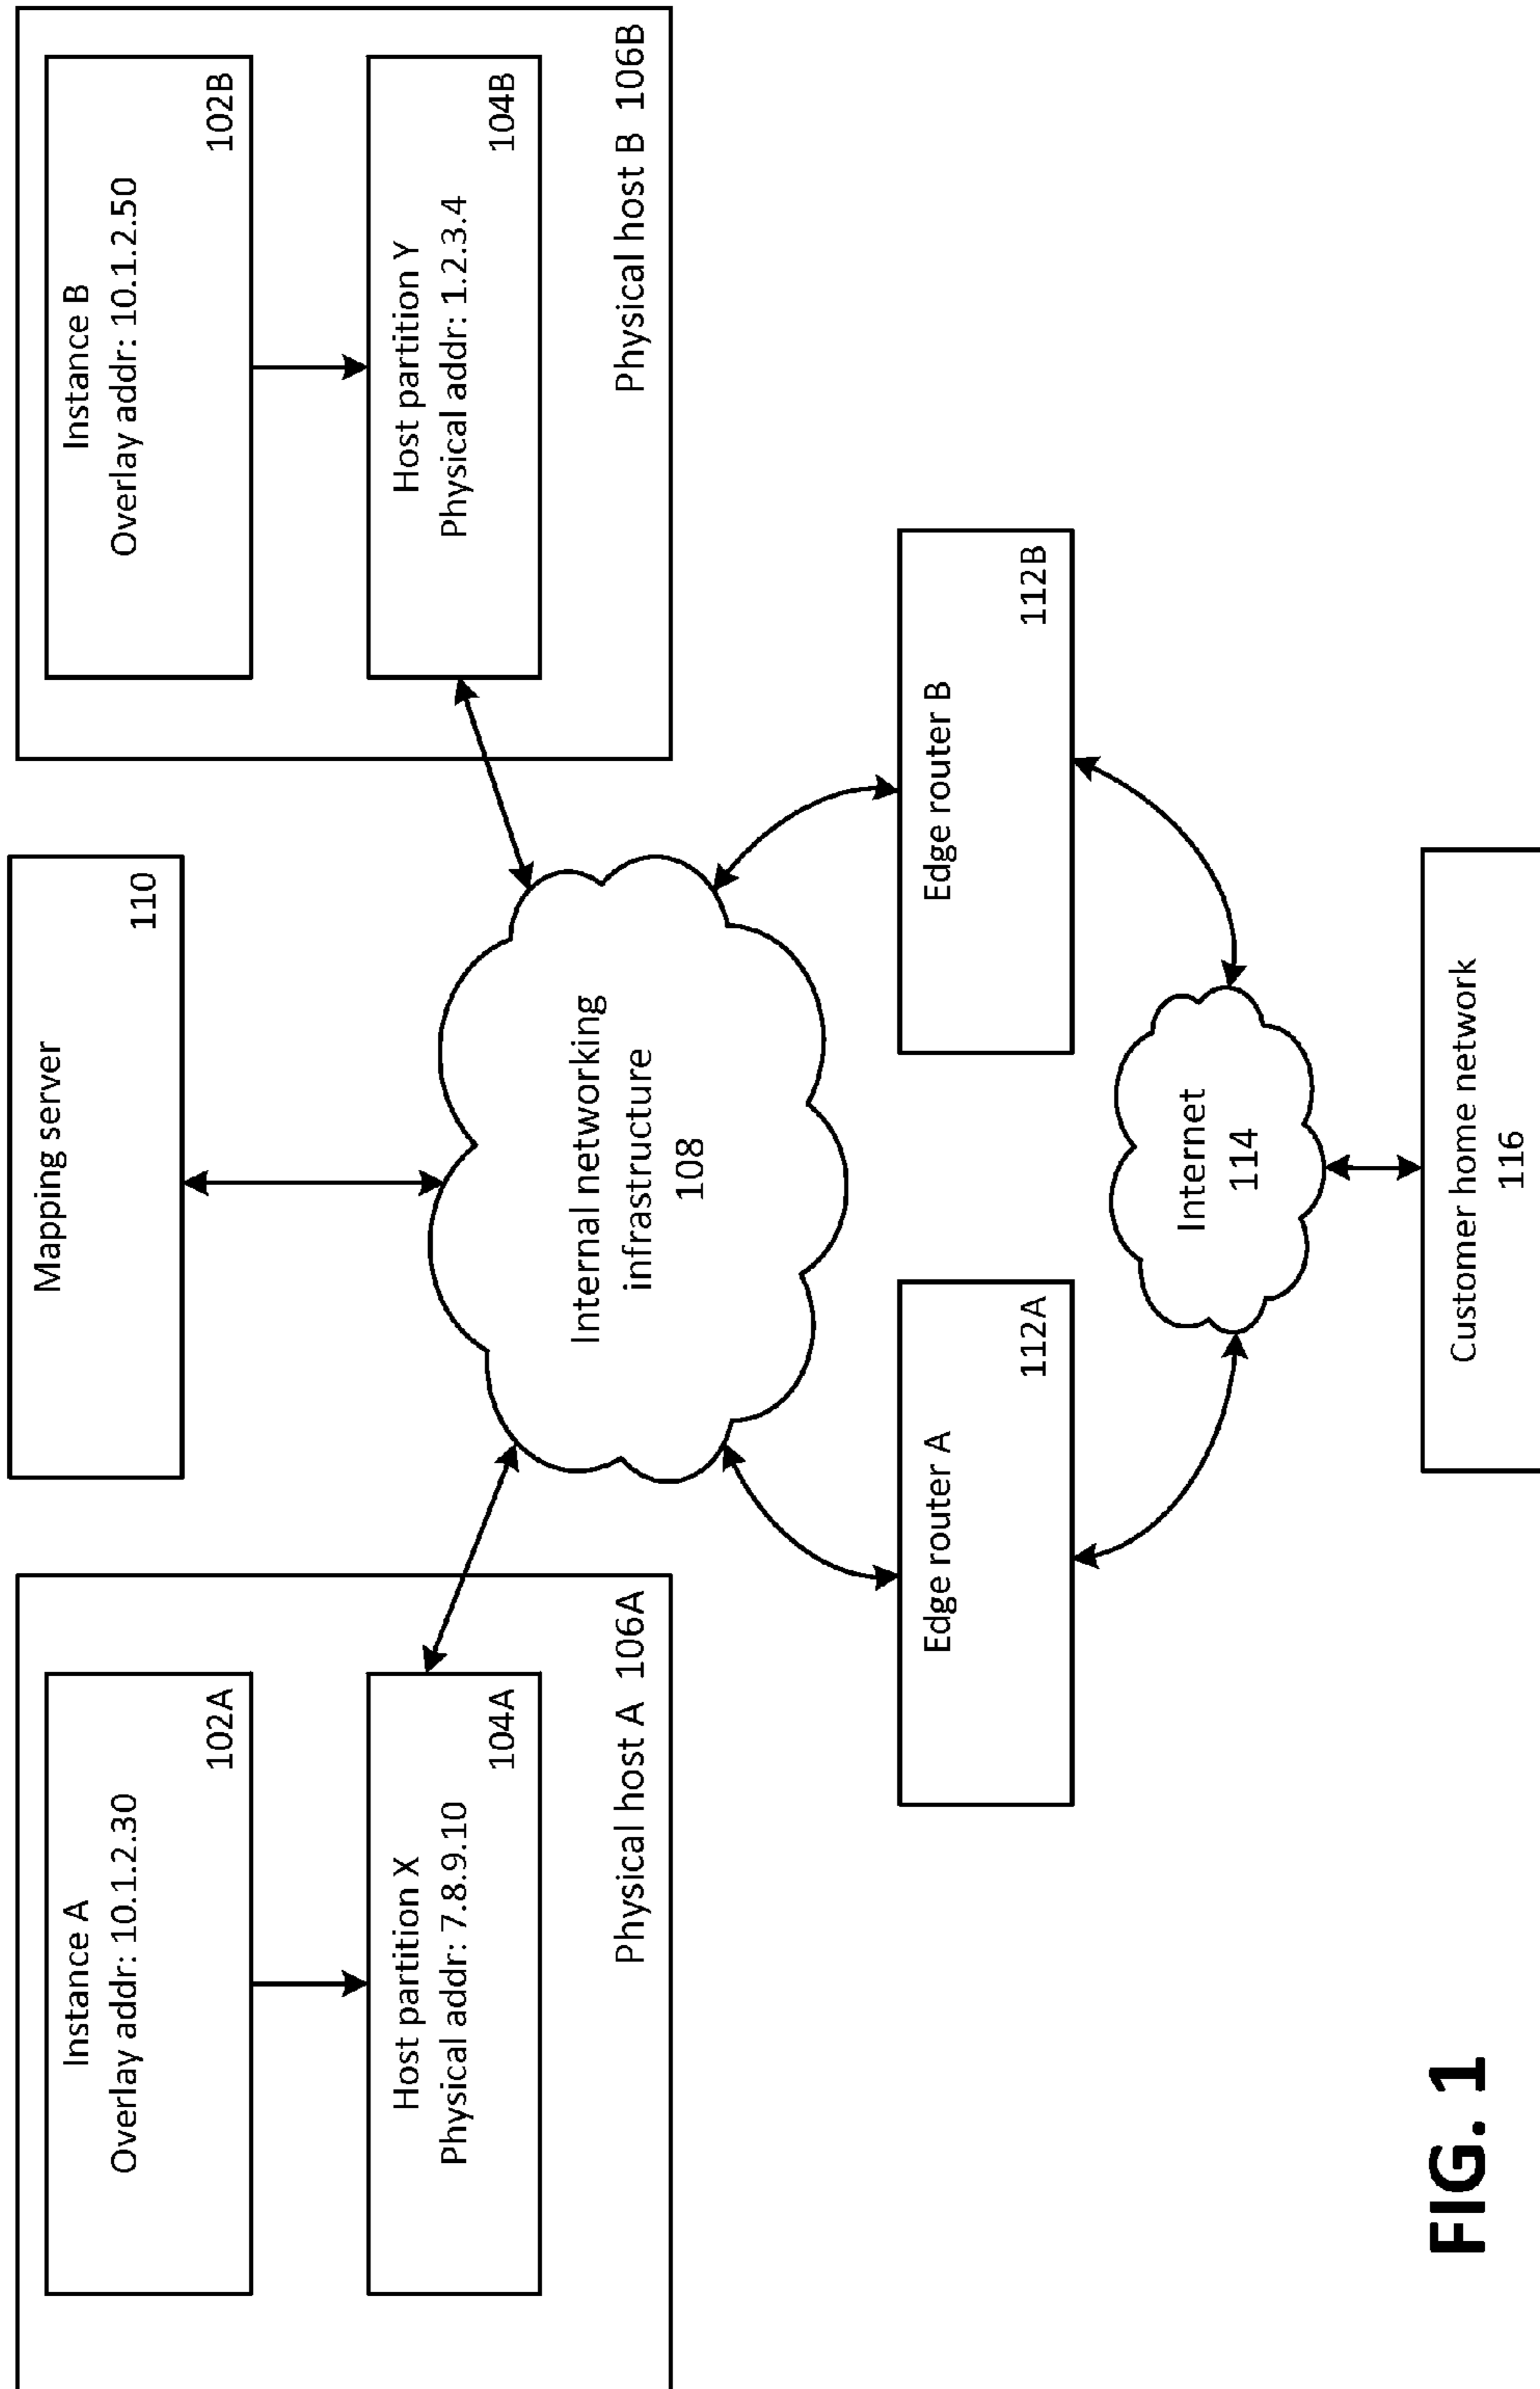 Instance A
Overlay addr: 10.1.2.30
102A
Host partition X
Physical addr: 7.8.9.10
104A
Physical host A 106A
Mapping server
110
Instance B
Overlay addr: 10.1.2.50
102B
Host partition Y
Physical addr: 1.2.3.4
104B
Physical host B 106B
Internal networking
infrastructure
108
Edge router A
112A
Edge router B
112B
Internet
114
Customer home network
116
FIG. 1